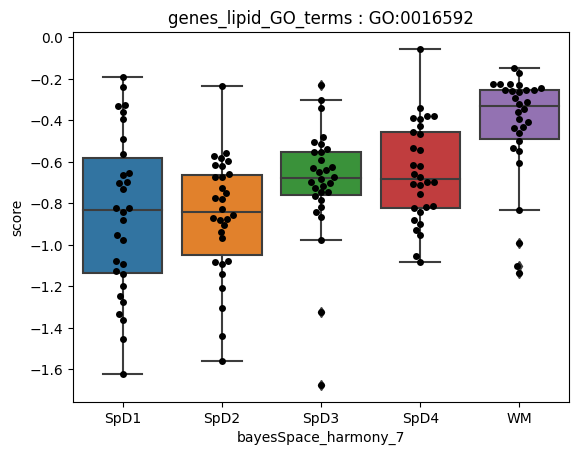 genes_lipid_GO_terms : GO:0016592
0.0
−0.2
−0.4
−0.6
−0.8
−1.0
−1.2
−1.4
−1.6
score
SpD1 SpD2 SpD3 SpD4 WM
bayesSpace_harmony_7